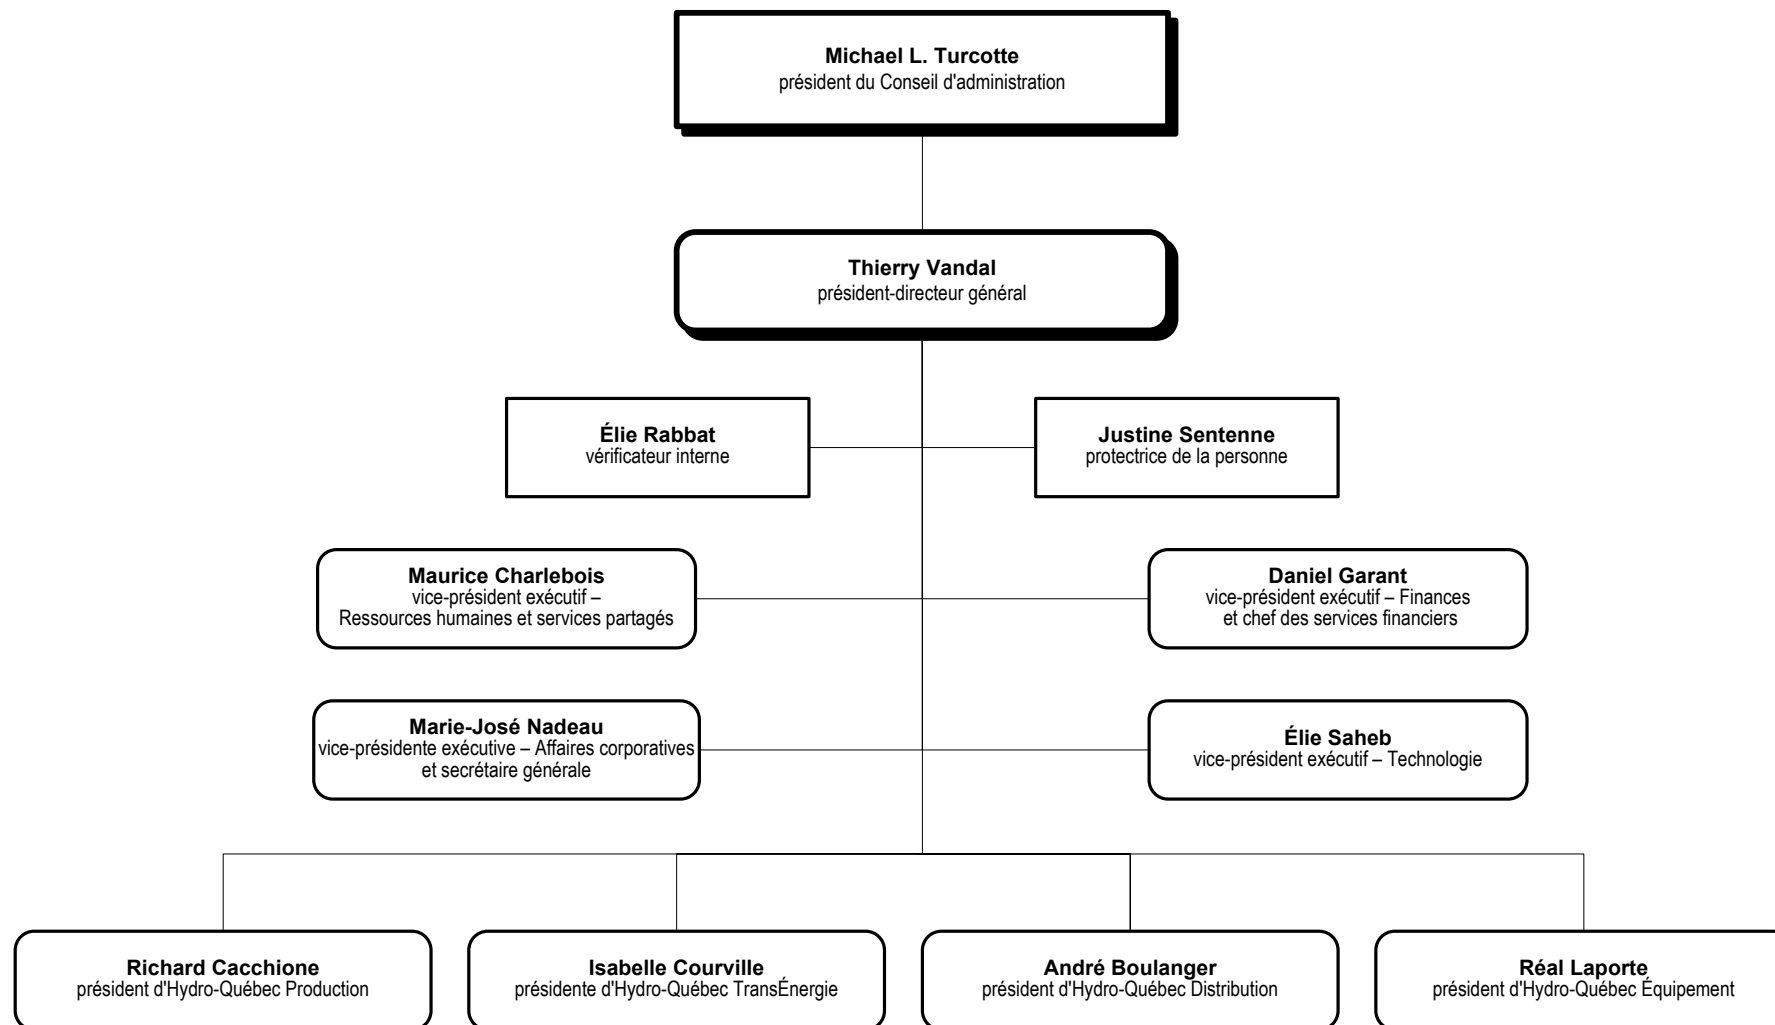 Michael L. Turcotte
président du Conseil d'administration
Thierry Vandal
président-directeur général
Élie Rabbat
vérificateur interne
Justine Sentenne
protectrice de la personne
Maurice Charlebois
vice-président exécutif –
Ressources humaines et services partagés
Daniel Garant
vice-président exécutif – Finances
et chef des services financiers
Marie-José Nadeau
vice-présidente exécutive – Affaires corporatives
et secrétaire générale
Élie Saheb
vice-président exécutif – Technologie
Richard Cacchione
président d'Hydro-Québec Production
Isabelle Courville
présidente d'Hydro-Québec TransÉnergie
André Boulanger
président d'Hydro-Québec Distribution
Réal Laporte
président d'Hydro-Québec Équipement